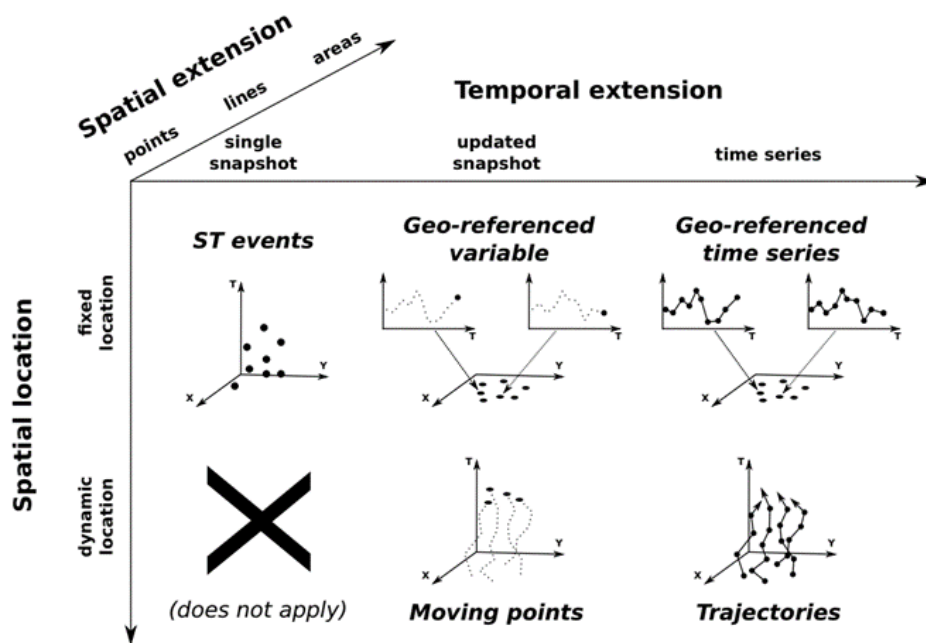 Spatial extension
points
lines
areas
Temporal extension
single
snapshot
updated
snapshot
time series
Spatial location
fixed
location
ST events
T
Y
X
Geo-referenced
variable
T
T
Y
X
Geo-referenced
time series
T
T
Y
X
dynamic
location
(does not apply)
T
Y
X
Moving points
T
Y
X
Trajectories